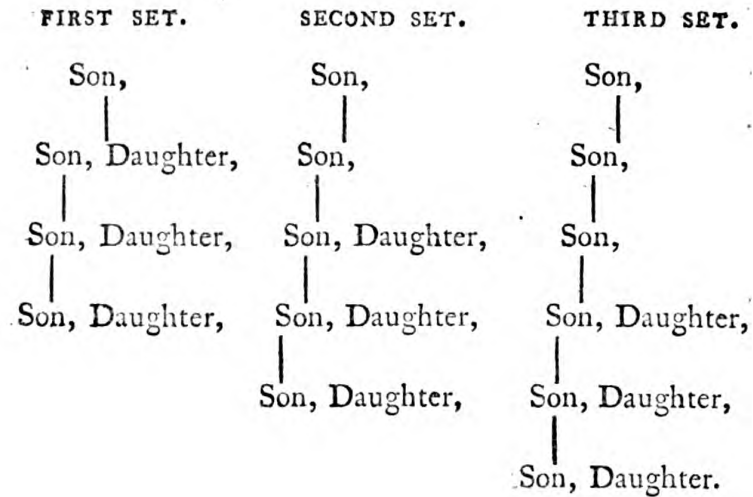 FIRST SET. SECOND SET. THIRD SET.
Son, Son, Son,
Son, Daughter, Son, Son,
Son, Daughter, Son, Daughter, Son,
Son, Daughter, Son, Daughter, Son, Daughter,
Son, Daughter, Son, Daughter,
Son, Daughter.